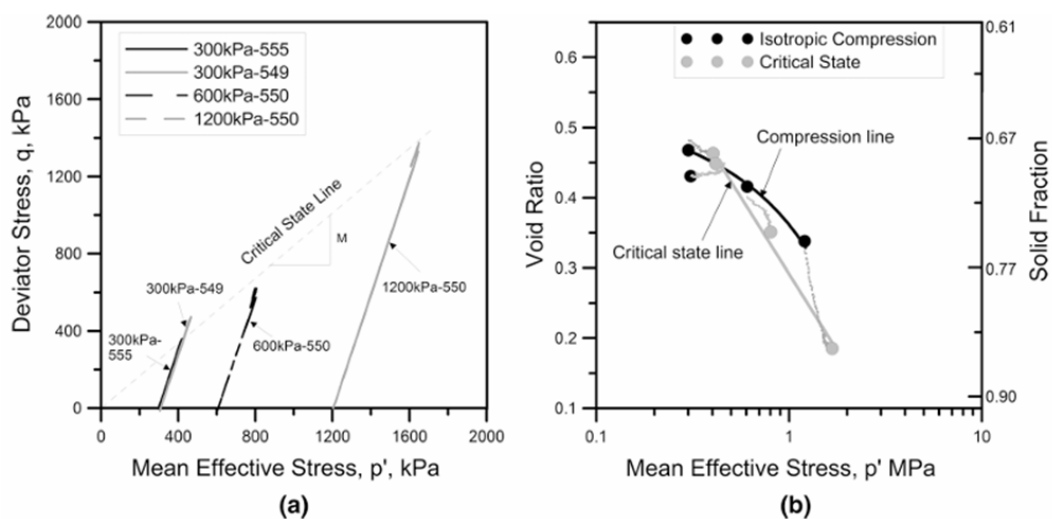 2000
1600
1200
800
400
0
Deviator Stress, q, kPa
300kPa-555
300kPa-549
600kPa-550
1200kPa-550
Critical State Line
M
300kPa-549
300kPa-
555
600kPa-550
1200kPa-550
0 400 800 1200 1600 2000
Mean Effective Stress, p', kPa
(a)
0.6
0.5
0.4
0.3
0.2
0.1
Void Ratio
Isotropic Compression
Critical State
Compression line
Critical state line
0.61
0.67
0.77
0.90
Solid Fraction
0.1 1 10
Mean Effective Stress, p' MPa
(b)